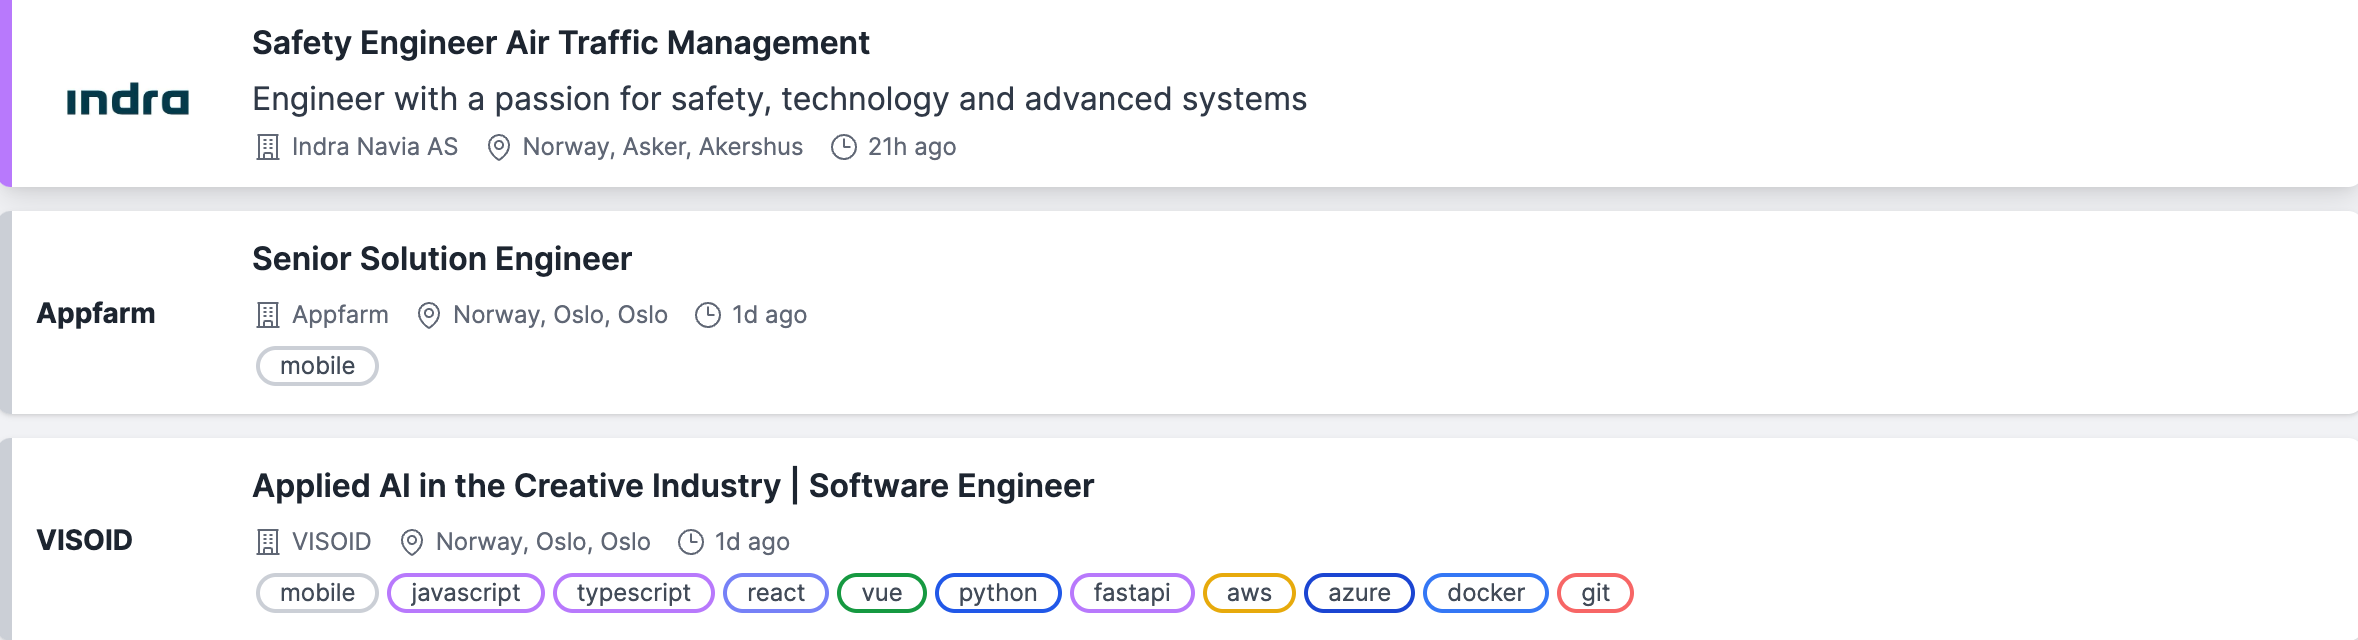 Safety Engineer Air Traffic Management
indra
Engineer with a passion for safety, technology and advanced systems
Indra Navia AS Norway, Asker, Akershus 21h ago
Senior Solution Engineer
Appfarm
Appfarm Norway, Oslo, Oslo 1d ago
mobile
Applied AI in the Creative Industry | Software Engineer
VISOID
VISOID Norway, Oslo, Oslo 1d ago
mobile javascript typescript react vue python fastapi aws azure docker git